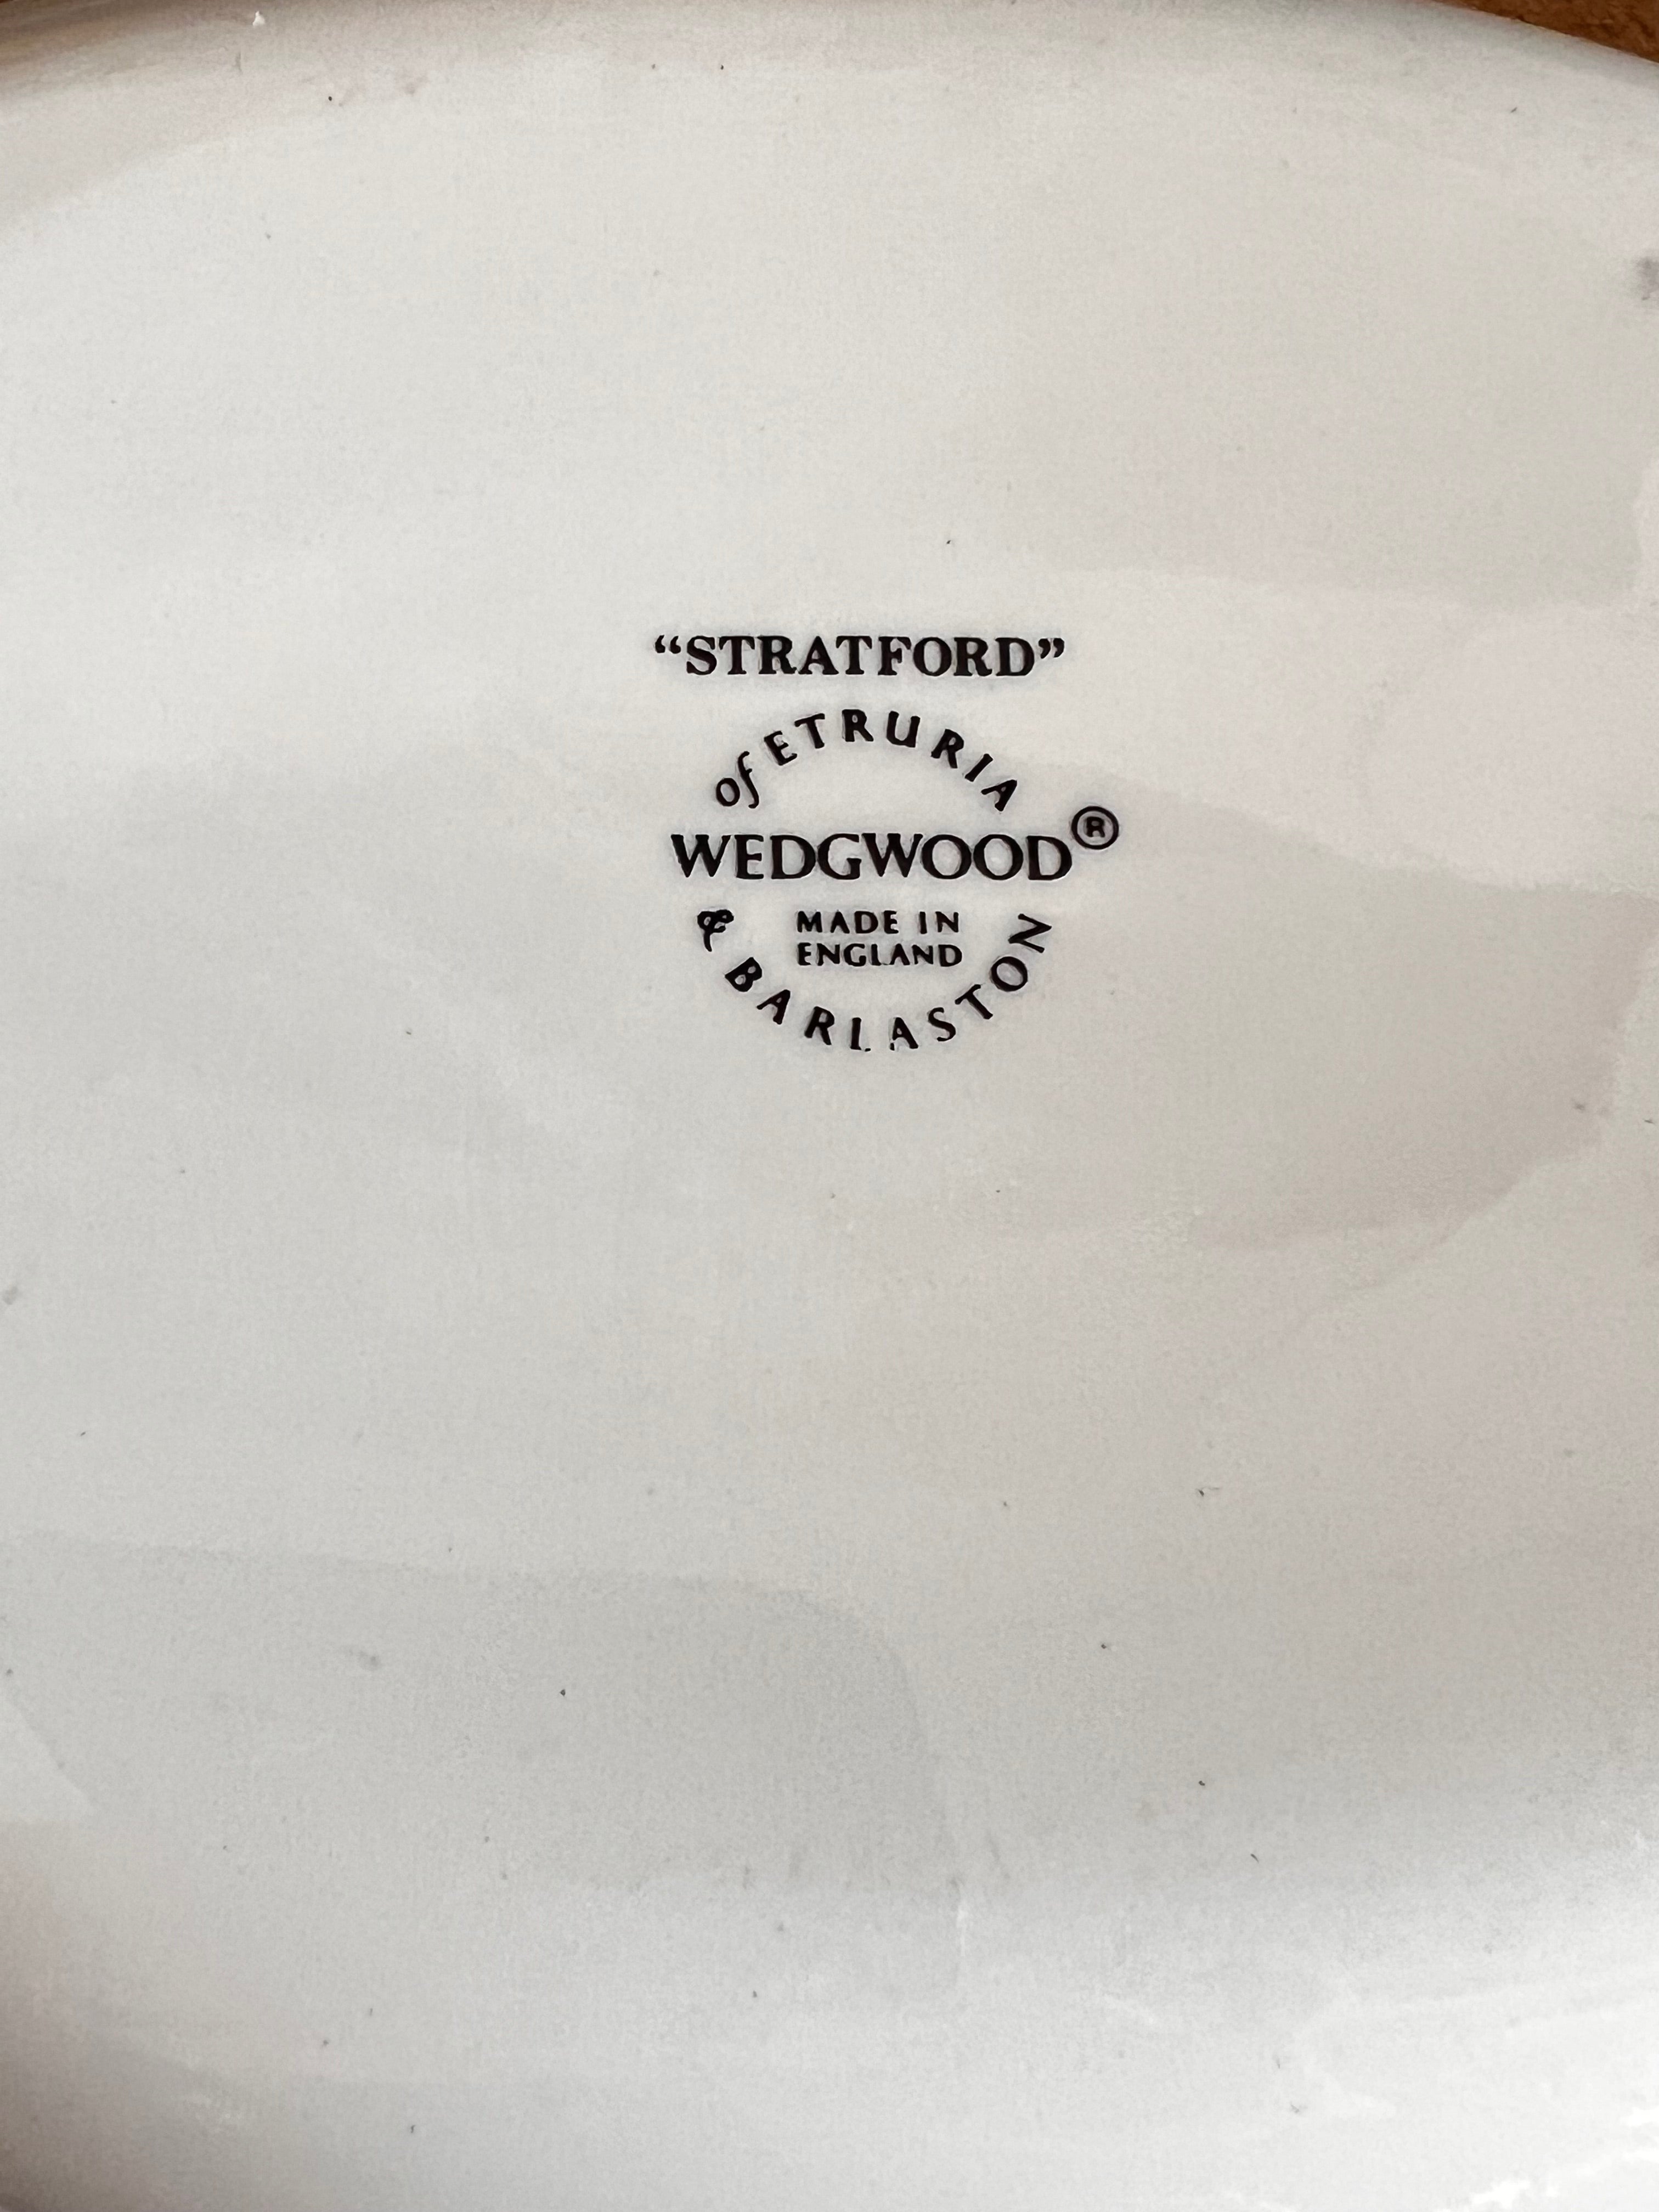 “STRATFORD”
of ETRURIA
WEDGWOOD®
MADE IN
ENGLAND
& BARLASTON